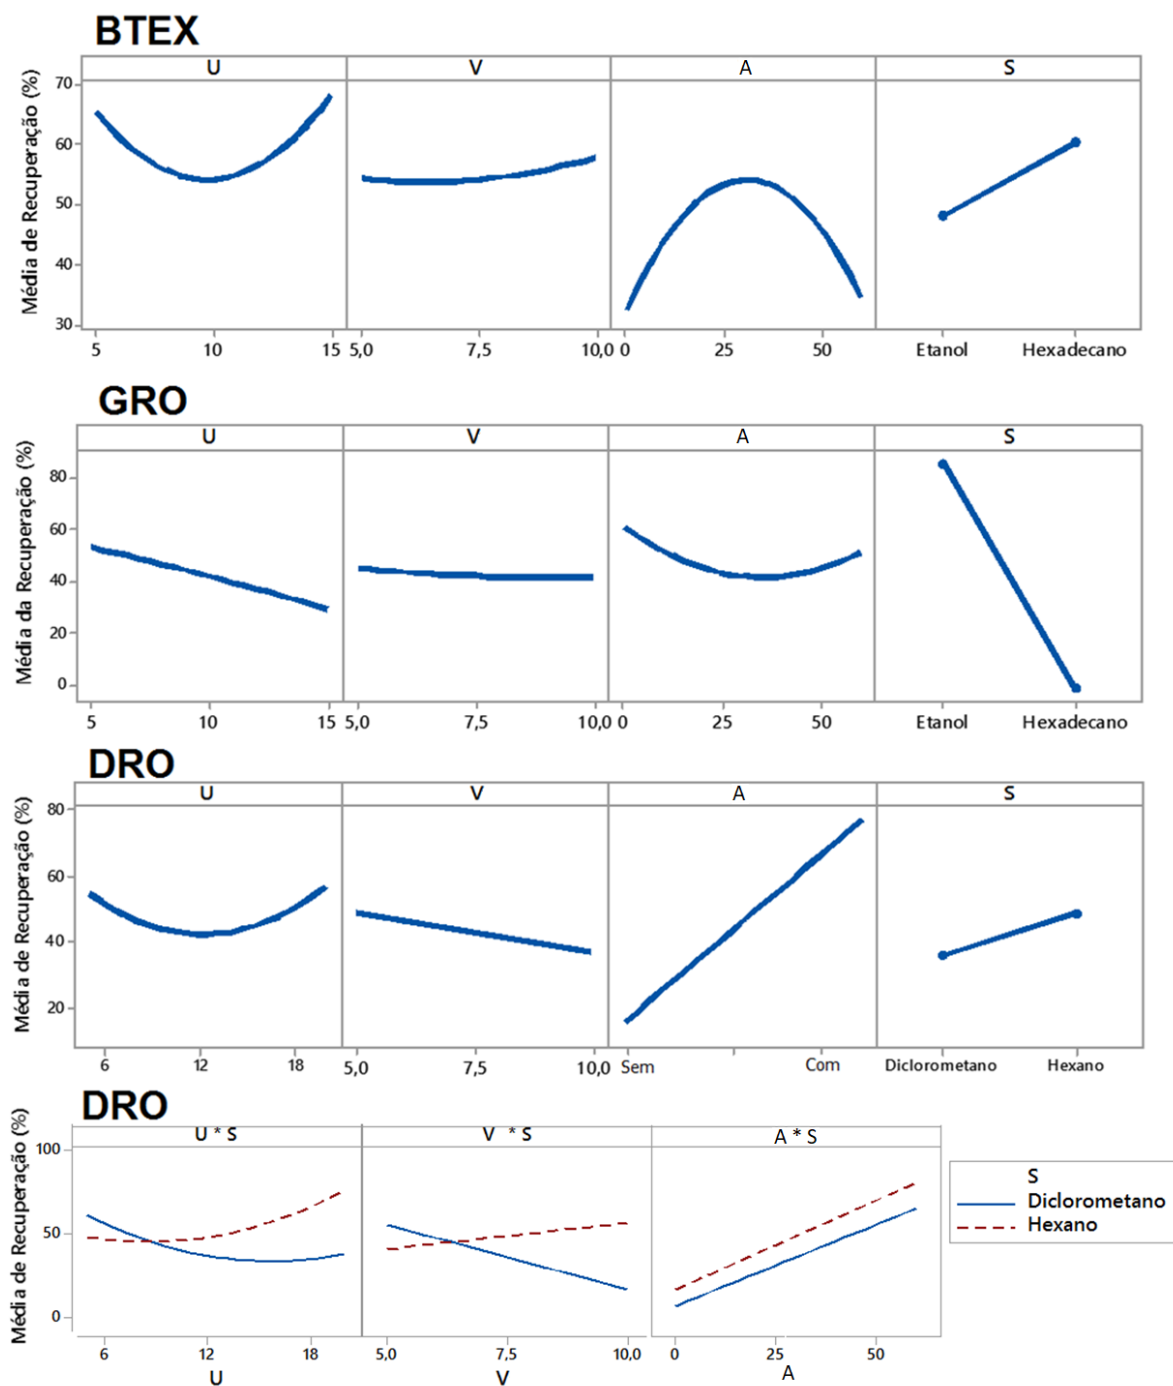 BTEX
U V A S
Média de Recuperação (%)
70
60
50
40
30
5 10 15 5,0 7,5 10,0 0 25 50 Etanol Hexadecano
GRO
U V A S
Média da Recuperação (%)
80
60
40
20
0
5 10 15 5,0 7,5 10,0 0 25 50 Etanol Hexadecano
DRO
U V A S
Média de Recuperação (%)
80
60
40
20
6 12 18 5,0 7,5 10,0 Sem Com Diclorometano Hexano
DRO
U * S V * S A * S
Média de Recuperação (%)
100
50
0
6 12 18 5,0 7,5 10,0 0 25 50
U V A
S
Diclorometano
Hexano